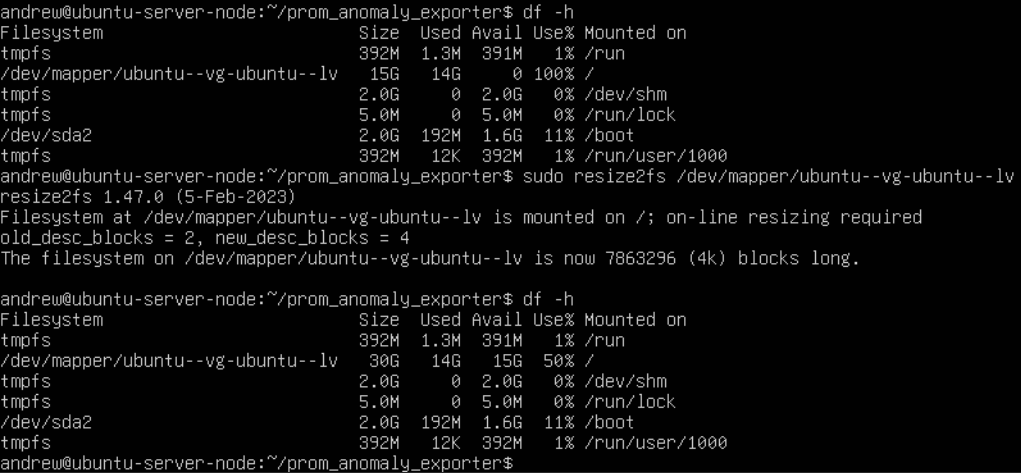 andrew@ubuntu-server-node:~/prom_anomaly_exporter$ df -h
Filesystem                         Size  Used Avail Use% Mounted on
tmpfs                              392M  1.3M  391M   1% /run
/dev/mapper/ubuntu--vg-ubuntu--lv   15G   14G     0 100% /
tmpfs                              2.0G     0  2.0G   0% /dev/shm
tmpfs                              5.0M     0  5.0M   0% /run/lock
/dev/sda2                          2.0G  192M  1.6G  11% /boot
tmpfs                              392M   12K  392M   1% /run/user/1000
andrew@ubuntu-server-node:~/prom_anomaly_exporter$ sudo resize2fs /dev/mapper/ubuntu--vg-ubuntu--lv
resize2fs 1.47.0 (5-Feb-2023)
Filesystem at /dev/mapper/ubuntu--vg-ubuntu--lv is mounted on /; on-line resizing required
old_desc_blocks = 2, new_desc_blocks = 4
The filesystem on /dev/mapper/ubuntu--vg-ubuntu--lv is now 7863296 (4k) blocks long.
andrew@ubuntu-server-node:~/prom_anomaly_exporter$ df -h
Filesystem                         Size  Used Avail Use% Mounted on
tmpfs                              392M  1.3M  391M   1% /run
/dev/mapper/ubuntu--vg-ubuntu--lv   30G   14G   15G  50% /
tmpfs                              2.0G     0  2.0G   0% /dev/shm
tmpfs                              5.0M     0  5.0M   0% /run/lock
/dev/sda2                          2.0G  192M  1.6G  11% /boot
tmpfs                              392M   12K  392M   1% /run/user/1000
andrew@ubuntu-server-node:~/prom_anomaly_exporter$